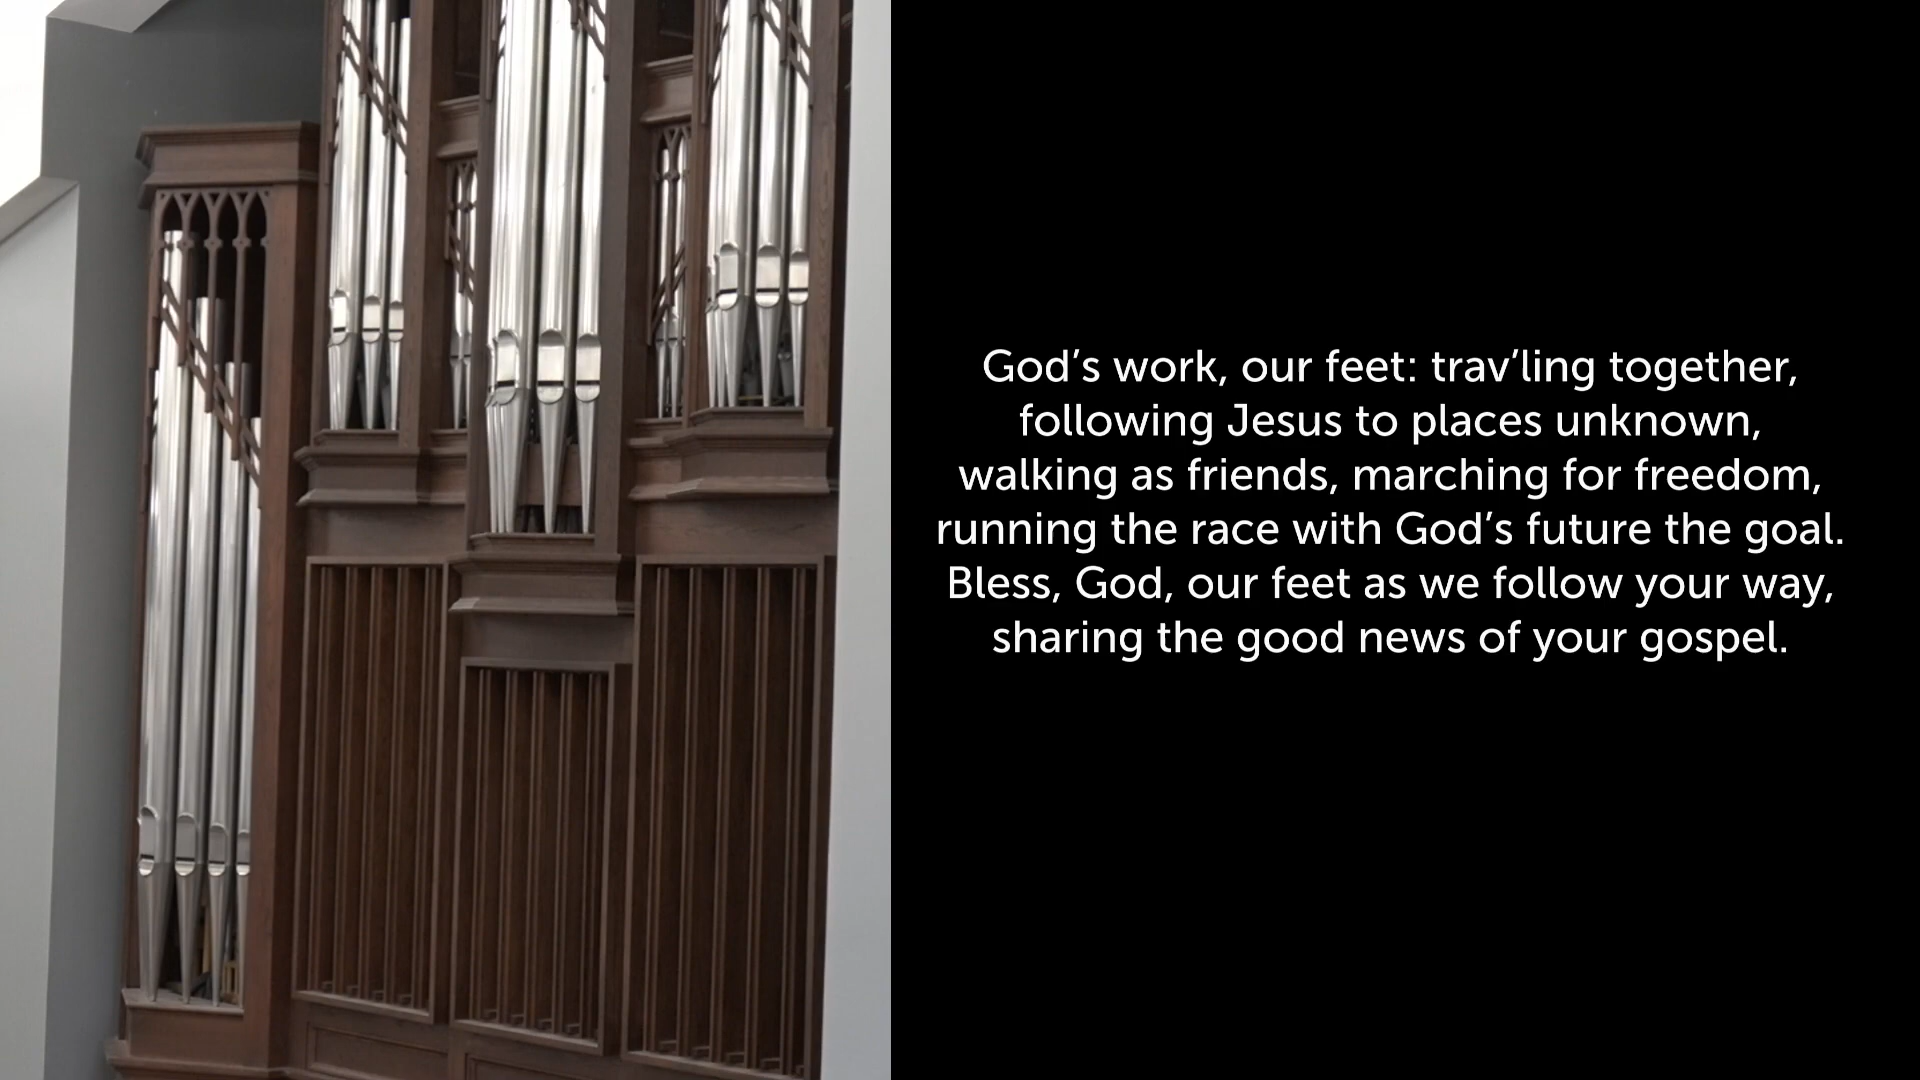 God’s work, our feet: trav’ling together,
following Jesus to places unknown,
walking as friends, marching for freedom,
running the race with God’s future the goal.
Bless, God, our feet as we follow your way,
sharing the good news of your gospel.